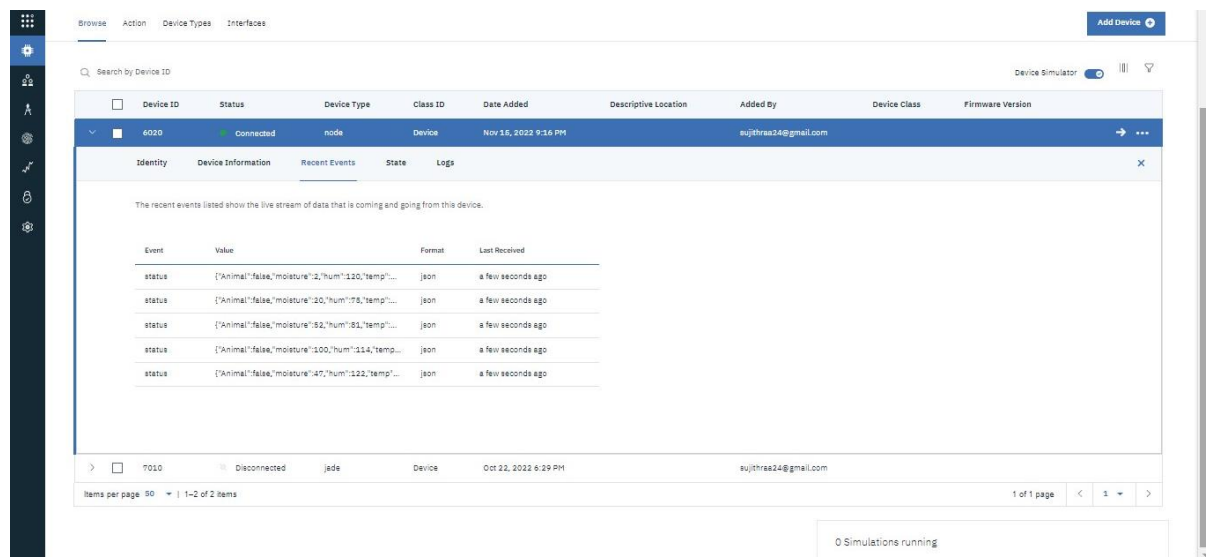 Browse Action Device Types Interfaces
Add Device
Search by Device ID
Device Simulator
Device ID Status Device Type Class ID Date Added Descriptive Location Added By Device Class Firmware Version
6020 Connected node Device Nov 15, 2022 9:16 PM sujithraa24@gmail.com
Identity Device Information Recent Events State Logs
The recent events listed show the live stream of data that is coming and going from this device.
Event Value Format Last Received
status {"Animal":false,"moisture":2,"hum":120,"temp":... json a few seconds ago
status {"Animal":false,"moisture":20,"hum":75,"temp":... json a few seconds ago
status {"Animal":false,"moisture":52,"hum":81,"temp":... json a few seconds ago
status {"Animal":false,"moisture":100,"hum":114,"temp... json a few seconds ago
status {"Animal":false,"moisture":47,"hum":122,"temp"... json a few seconds ago
7010 Disconnected jade Device Oct 22, 2022 6:29 PM sujithraa24@gmail.com
Items per page 50 | 1–2 of 2 items 1 of 1 page 1
0 Simulations running